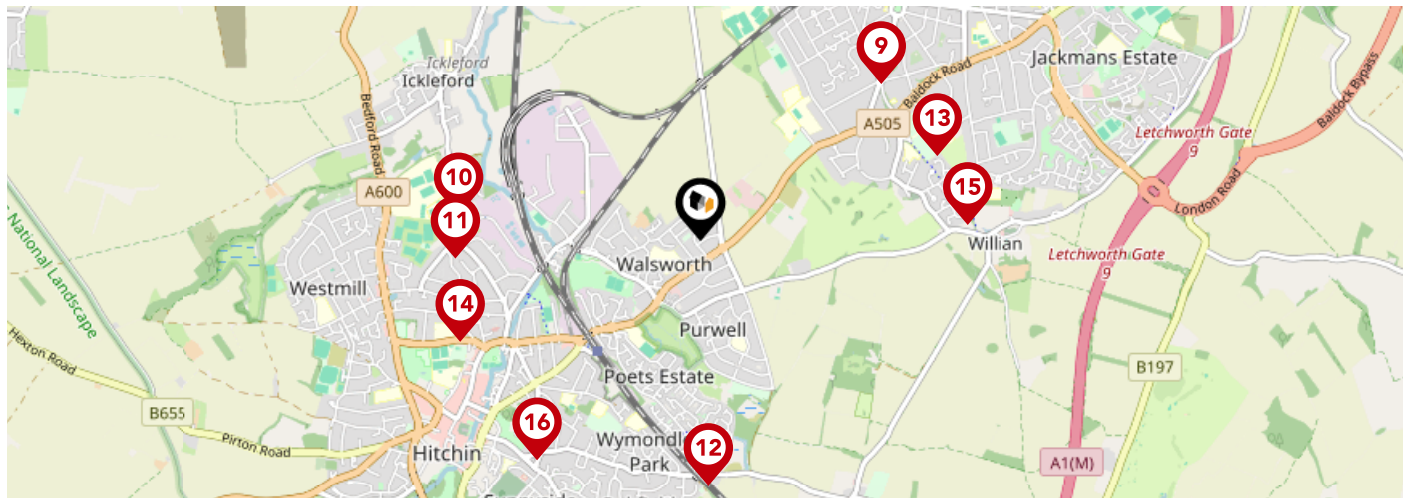 Ickleford
Ickleford
9
Jackmans Estate
Baldock Road
Bedford Road
Baldock Bypass
A505
13
Letchworth Gate
9
10
A600
15
London Road
11
National Landscape
Walsworth
Willian
Letchworth Gate
9
Westmill
14
Purwell
Hexton Road
B197
Poets Estate
B655
16
Pirton Road
Hitchin
Park
12
A1(M)